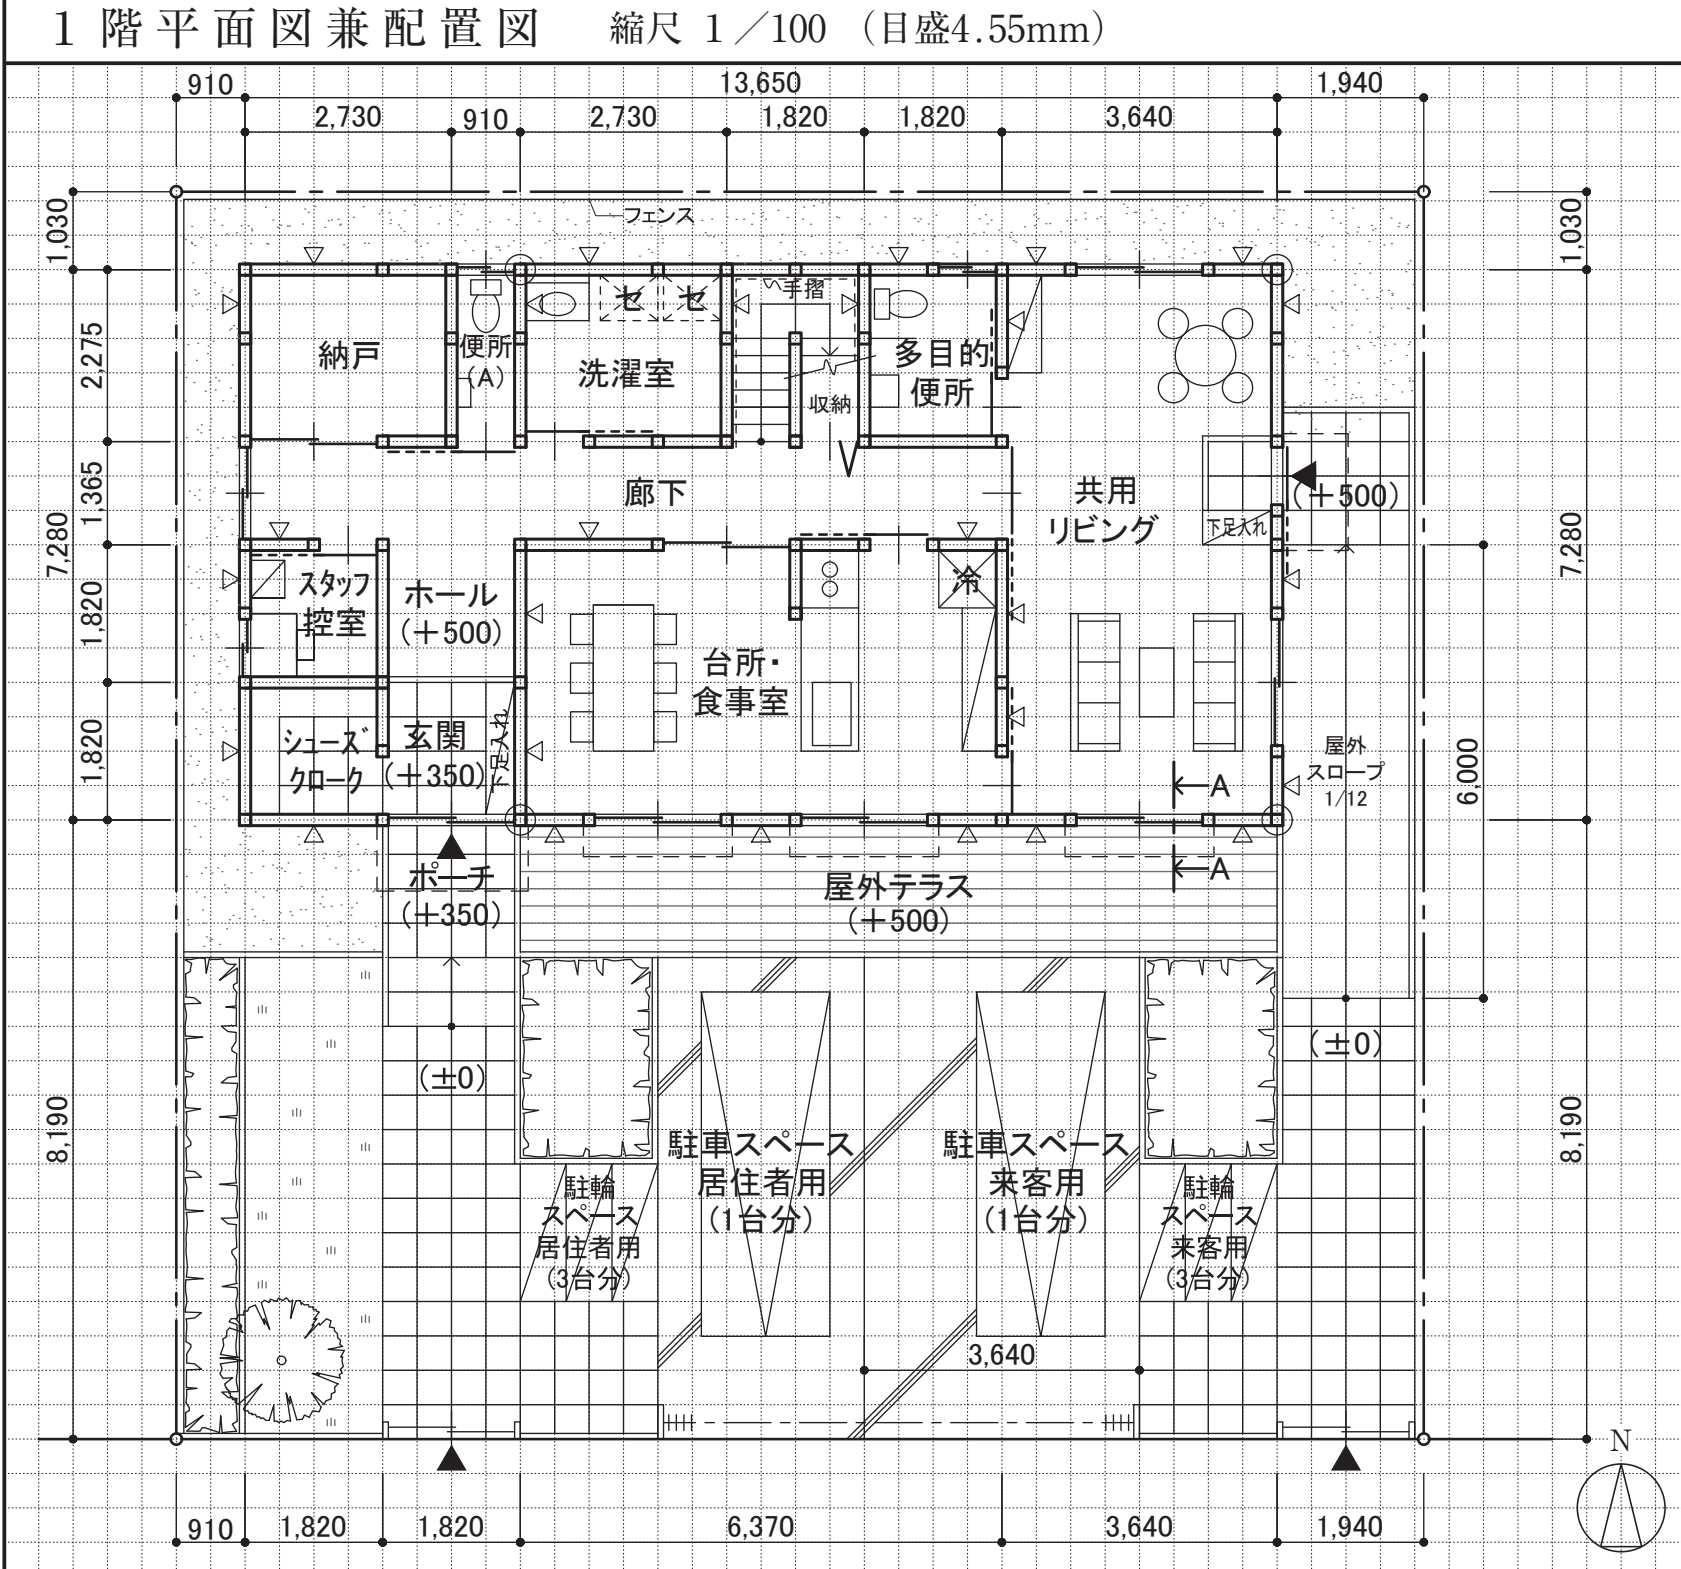 1階平面図兼配置図 縮尺 1／100 （目盛4.55mm）
910 13,650 1,940
2,730 910 2,730 1,820 1,820 3,640
フェンス
1,030
2,275
1,365
1,820
1,820
7,280
8,190
1,030
7,280
6,000
8,190
納戸
便所
(A)
セ セ
洗濯室
手摺
収納
多目的
便所
廊下
共用
リビング
下足入れ
(＋500)
スタッフ
控室
ホール
(＋500)
冷
台所・
食事室
シューズ
クローク
玄関
(＋350)
下足入れ
屋外
スロープ
1/12
A
A
ポーチ
(＋350)
屋外テラス
(＋500)
(±0)
(±0)
駐車スペース
居住者用
(1台分)
駐車スペース
来客用
(1台分)
駐輪
スペース
居住者用
(3台分)
駐輪
スペース
来客用
(3台分)
3,640
N
910 1,820 1,820 6,370 3,640 1,940